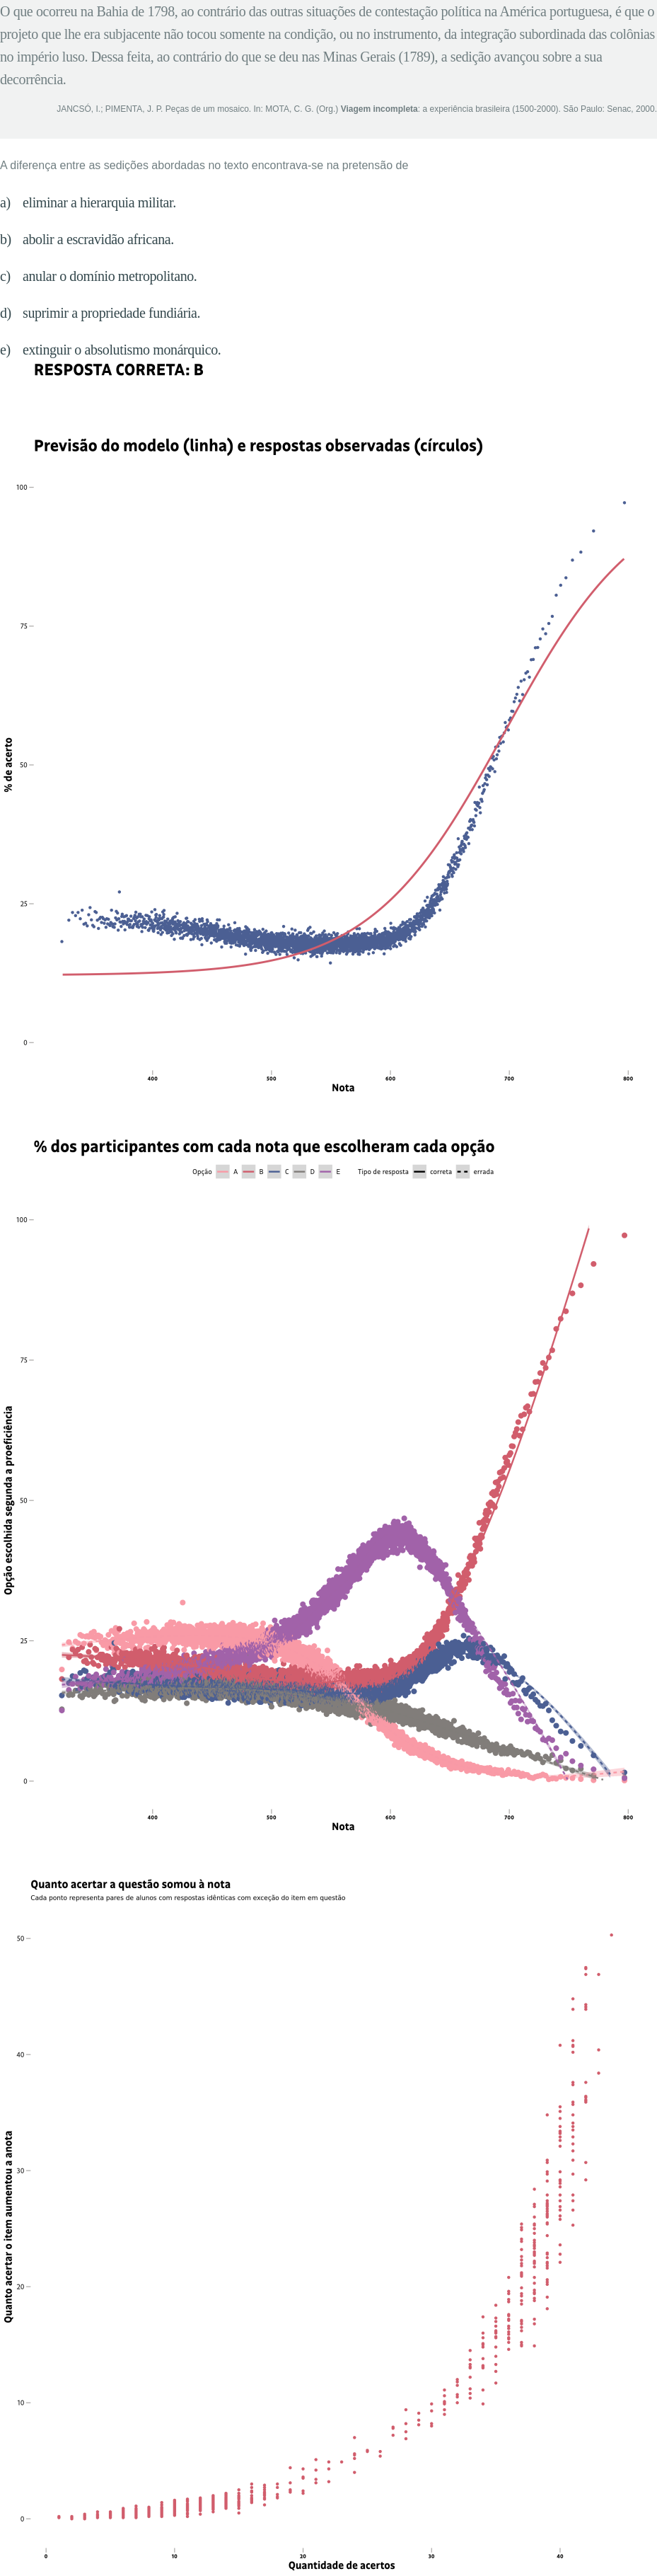 O que ocorreu na Bahia de 1798, ao contrário das outras situações de contestação política na América portuguesa, é que o
projeto que lhe era subjacente não tocou somente na condição, ou no instrumento, da integração subordinada das colônias
no império luso. Dessa feita, ao contrário do que se deu nas Minas Gerais (1789), a sedição avançou sobre a sua
decorrência.
JANCSÓ, I.; PIMENTA, J. P. Peças de um mosaico. In: MOTA, C. G. (Org.) Viagem incompleta: a experiência brasileira (1500-2000). São Paulo: Senac, 2000.
A diferença entre as sedições abordadas no texto encontrava-se na pretensão de
a) eliminar a hierarquia militar.
b) abolir a escravidão africana.
c) anular o domínio metropolitano.
d) suprimir a propriedade fundiária.
e) extinguir o absolutismo monárquico.
RESPOSTA CORRETA: B
Previsão do modelo (linha) e respostas observadas (círculos)
100
75
50
25
0
% de acerto
400 500 600 700 800
Nota
% dos participantes com cada nota que escolheram cada opção
Opção A B C D E Tipo de resposta correta errada
100
75
50
25
0
Opção escolhida segunda a proeficiência
400 500 600 700 800
Nota
Quanto acertar a questão somou à nota
Cada ponto representa pares de alunos com respostas idênticas com exceção do item em questão
50
40
30
20
10
0
Quanto acertar o item aumentou a anota
0 10 20 30 40
Quantidade de acertos